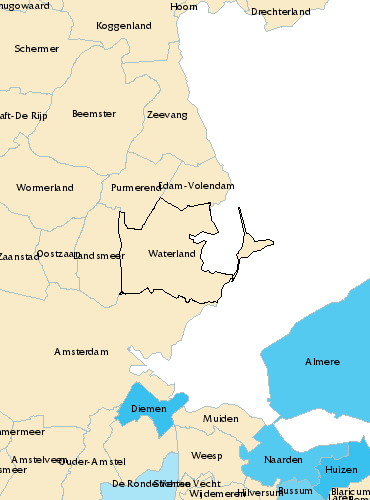 nugowaard
Hoorn
Drechterland
Koggenland
Schermer
aft-De Rijp
Beemster
Zeevang
Wormerland
Purmerend
Edam-Volendam
Zaanstad
Oostzaan
Landsmeer
Waterland
Amsterdam
Almere
Diemen
Muiden
mmermeer
Amstelveen
Ouder-Amstel
Weesp
Naarden
Huizen
smeer
De Ronde Venen
Stichtse Vecht
Wijdemeren
Hilversum
Bussum
Blaricum
Laren